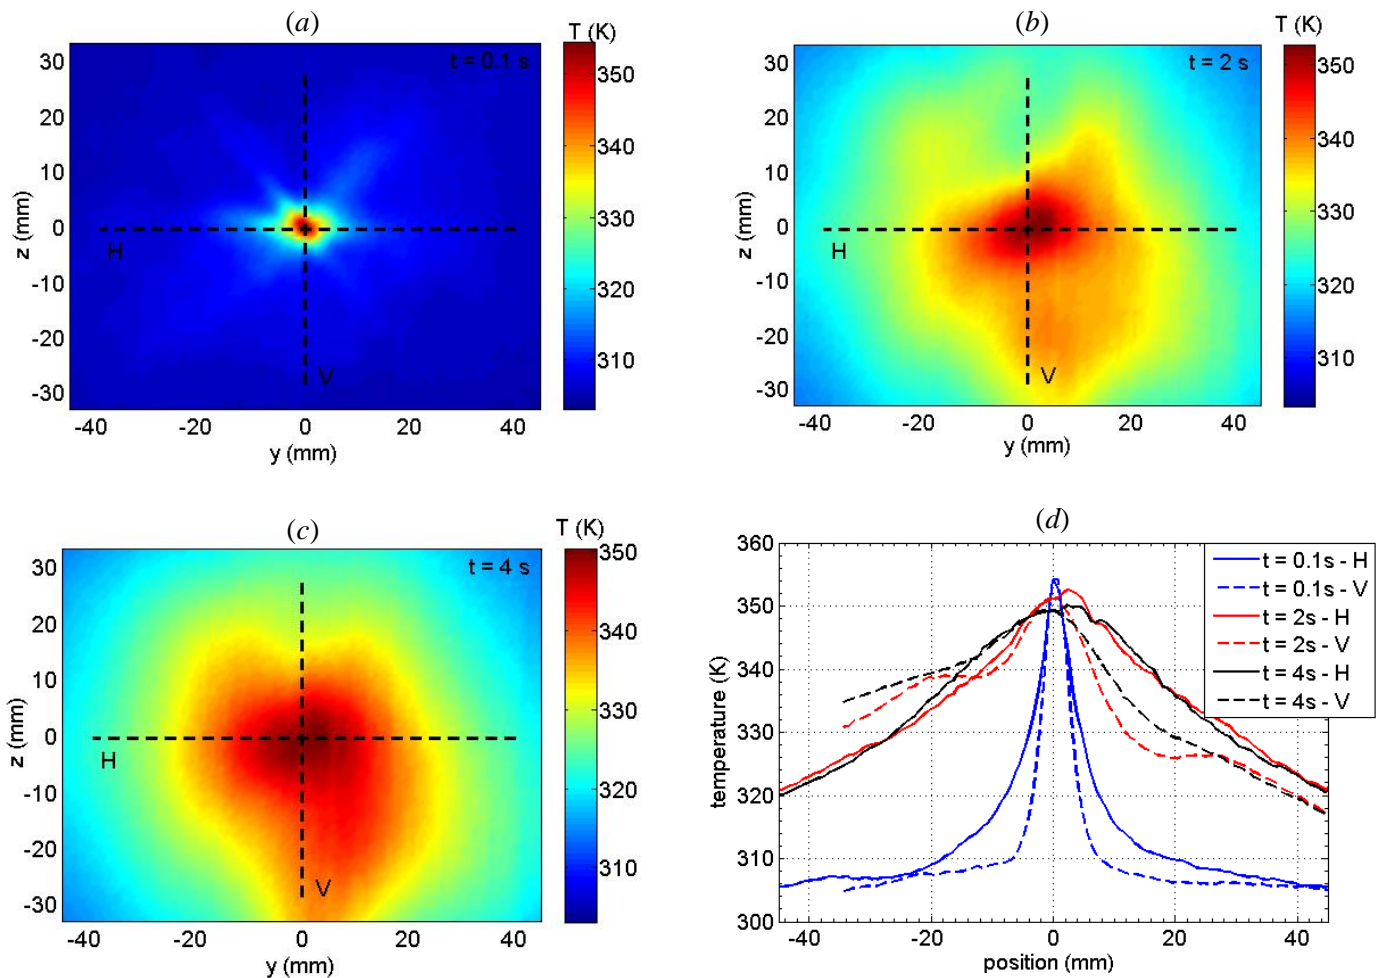 (a)
T (K)
t = 0.1 s
30
20
10
0
-10
-20
-30
z (mm)
H
V
-40 -20 0 20 40
y (mm)
350
340
330
320
310
(b)
T (K)
t = 2 s
30
20
10
0
-10
-20
-30
z (mm)
H
V
-40 -20 0 20 40
y (mm)
350
340
330
320
310
(c)
T (K)
t = 4 s
30
20
10
0
-10
-20
-30
z (mm)
H
V
-40 -20 0 20 40
y (mm)
350
340
330
320
310
302
(d)
360
350
340
330
320
310
300
temperature (K)
t = 0.1s - H
t = 0.1s - V
t = 2s - H
t = 2s - V
t = 4s - H
t = 4s - V
-40 -20 0 20 40
position (mm)